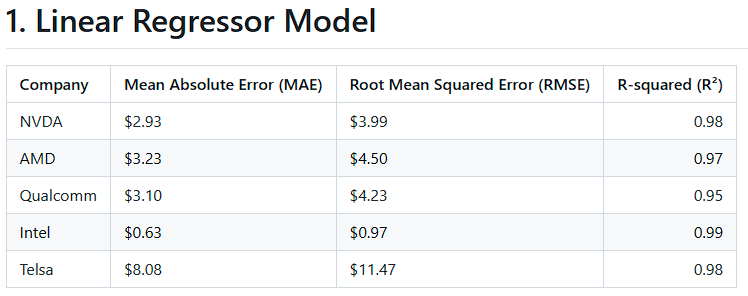 1. Linear Regressor Model
Company Mean Absolute Error (MAE) Root Mean Squared Error (RMSE) R-squared (R²)
NVDA $2.93 $3.99 0.98
AMD $3.23 $4.50 0.97
Qualcomm $3.10 $4.23 0.95
Intel $0.63 $0.97 0.99
Telsa $8.08 $11.47 0.98